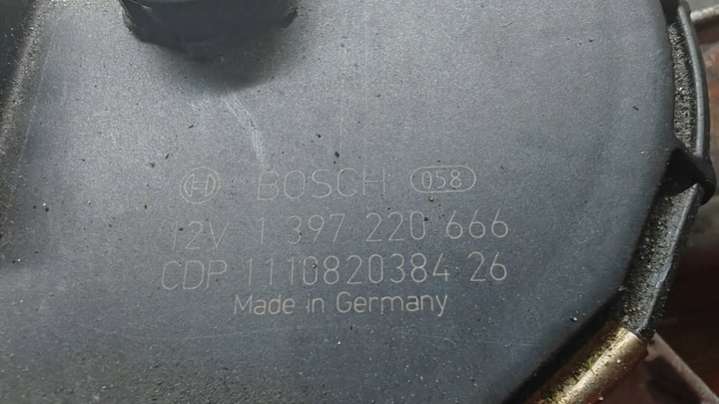 BOSCH 058
12V 1 397 220 666
CDP 1110820384 26
Made in Germany